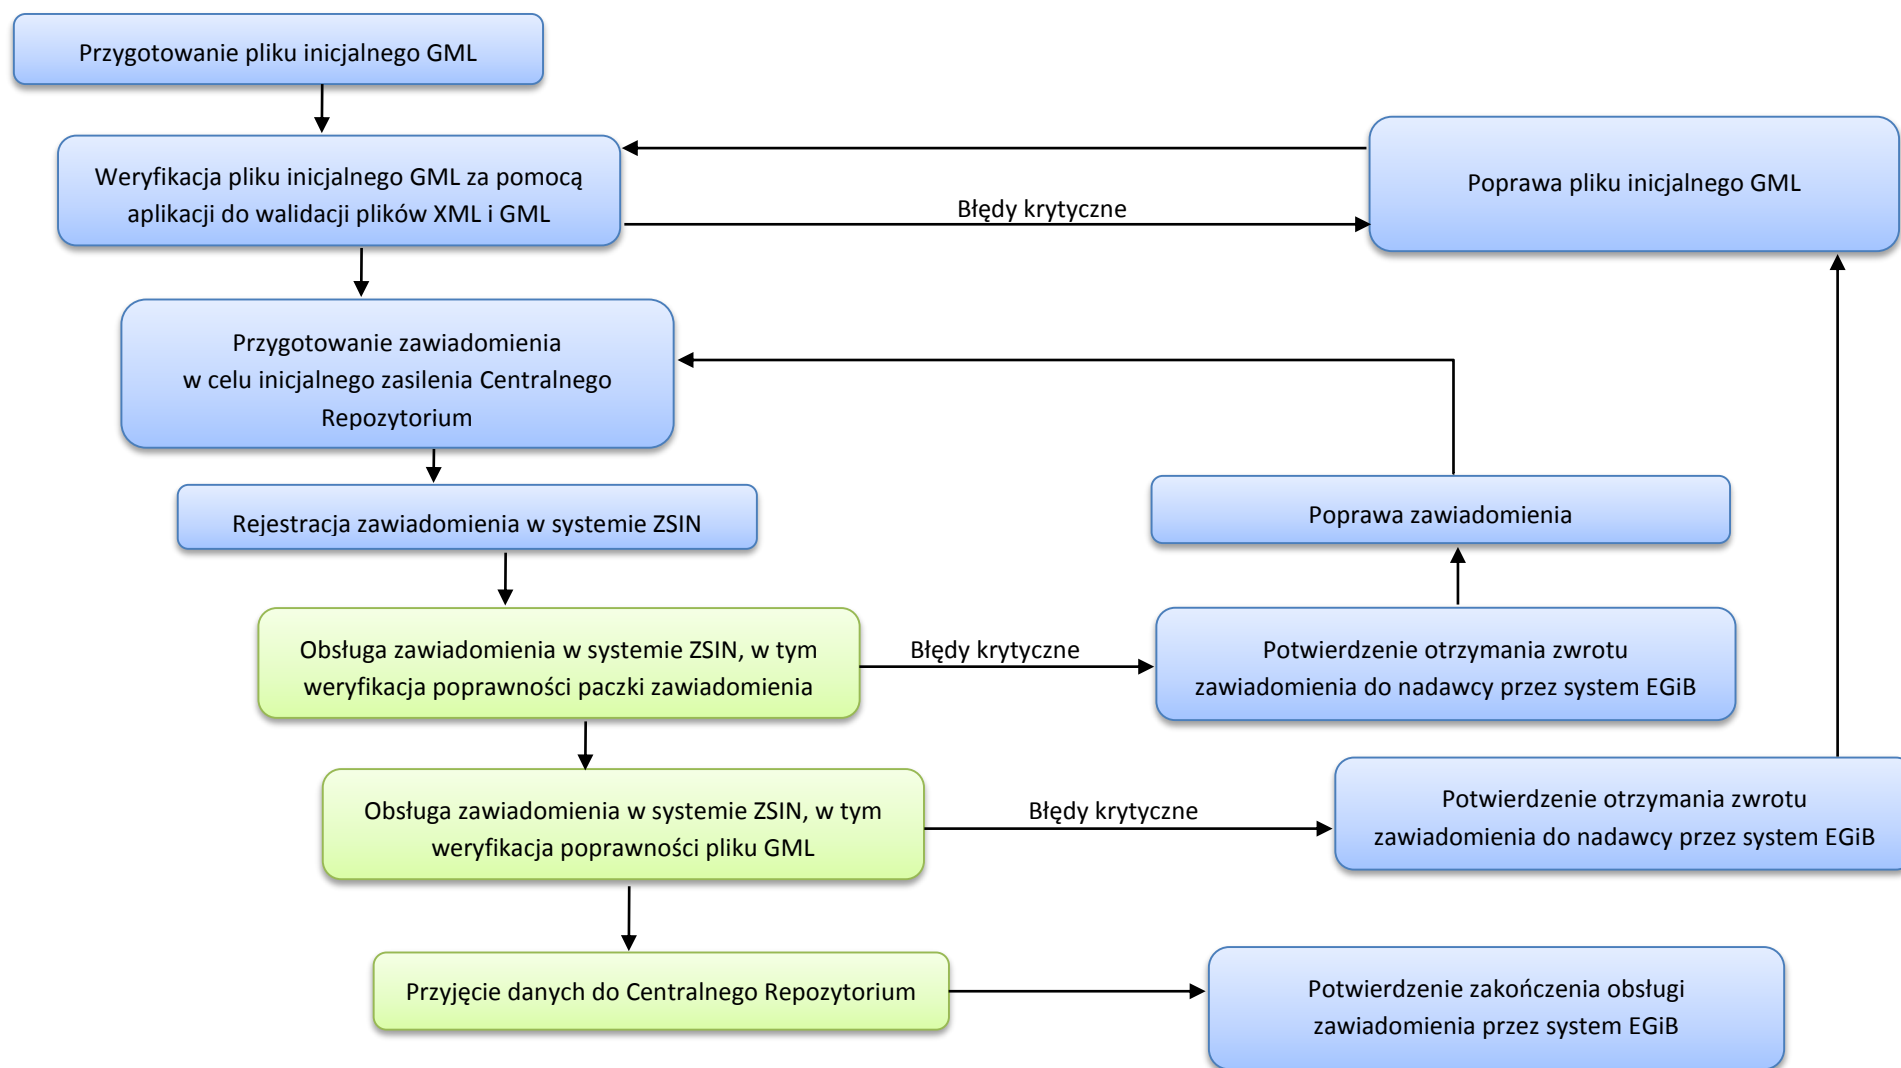 Przygotowanie pliku inicjalnego GML
Weryfikacja pliku inicjalnego GML za pomocą
aplikacji do walidacji plików XML i GML
Błędy krytyczne
Poprawa pliku inicjalnego GML
Przygotowanie zawiadomienia
w celu inicjalnego zasilenia Centralnego
Repozytorium
Rejestracja zawiadomienia w systemie ZSIN
Poprawa zawiadomienia
Obsługa zawiadomienia w systemie ZSIN, w tym
weryfikacja poprawności paczki zawiadomienia
Błędy krytyczne
Potwierdzenie otrzymania zwrotu
zawiadomienia do nadawcy przez system EGiB
Obsługa zawiadomienia w systemie ZSIN, w tym
weryfikacja poprawności pliku GML
Błędy krytyczne
Potwierdzenie otrzymania zwrotu
zawiadomienia do nadawcy przez system EGiB
Przyjęcie danych do Centralnego Repozytorium
Potwierdzenie zakończenia obsługi
zawiadomienia przez system EGiB